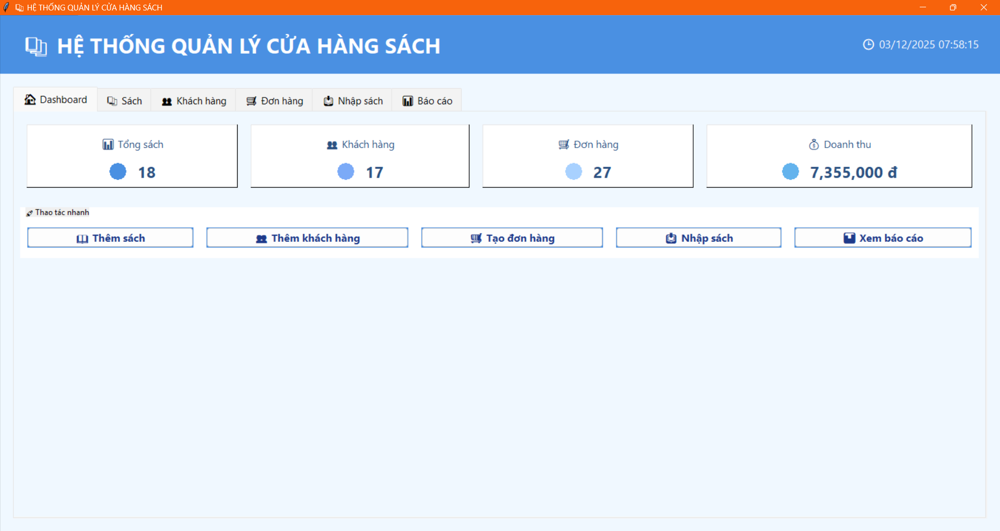 HỆ THỐNG QUẢN LÝ CỬA HÀNG SÁCH
HỆ THỐNG QUẢN LÝ CỬA HÀNG SÁCH
03/12/2025 07:58:15
Dashboard Sách Khách hàng Đơn hàng Nhập sách Báo cáo
Tổng sách
18
Khách hàng
17
Đơn hàng
27
Doanh thu
7,355,000 đ
Thao tác nhanh
Thêm sách Thêm khách hàng Tạo đơn hàng Nhập sách Xem báo cáo